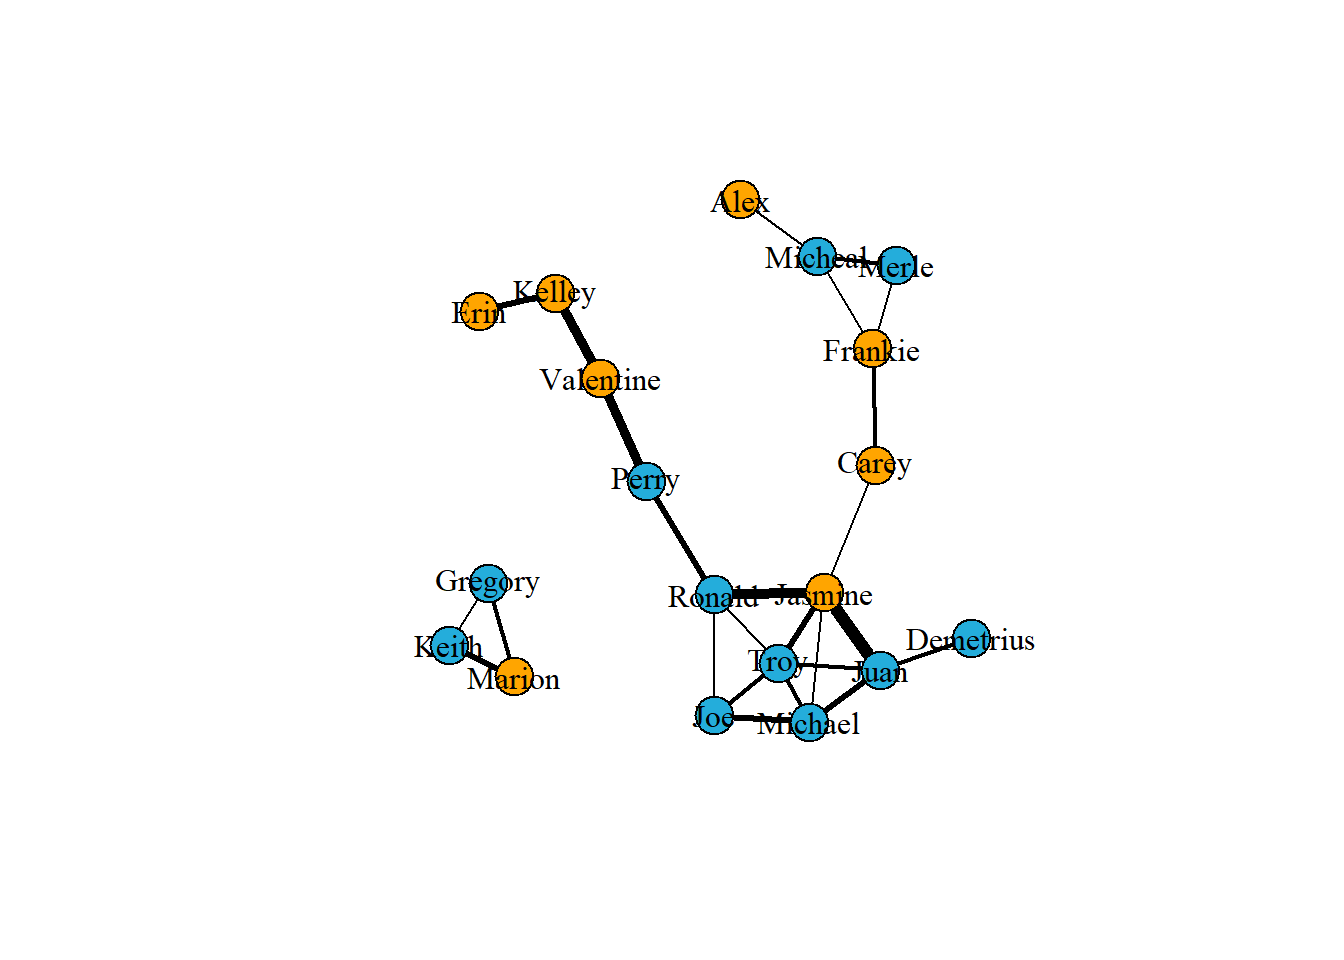 Alex
Micheal
Merle
Kelley
Erin
Frankie
Valentine
Carey
Perry
Gregory
Ronald
Jasmine
Keith
Demetrius
Troy
Juan
Marion
Joe
Michael